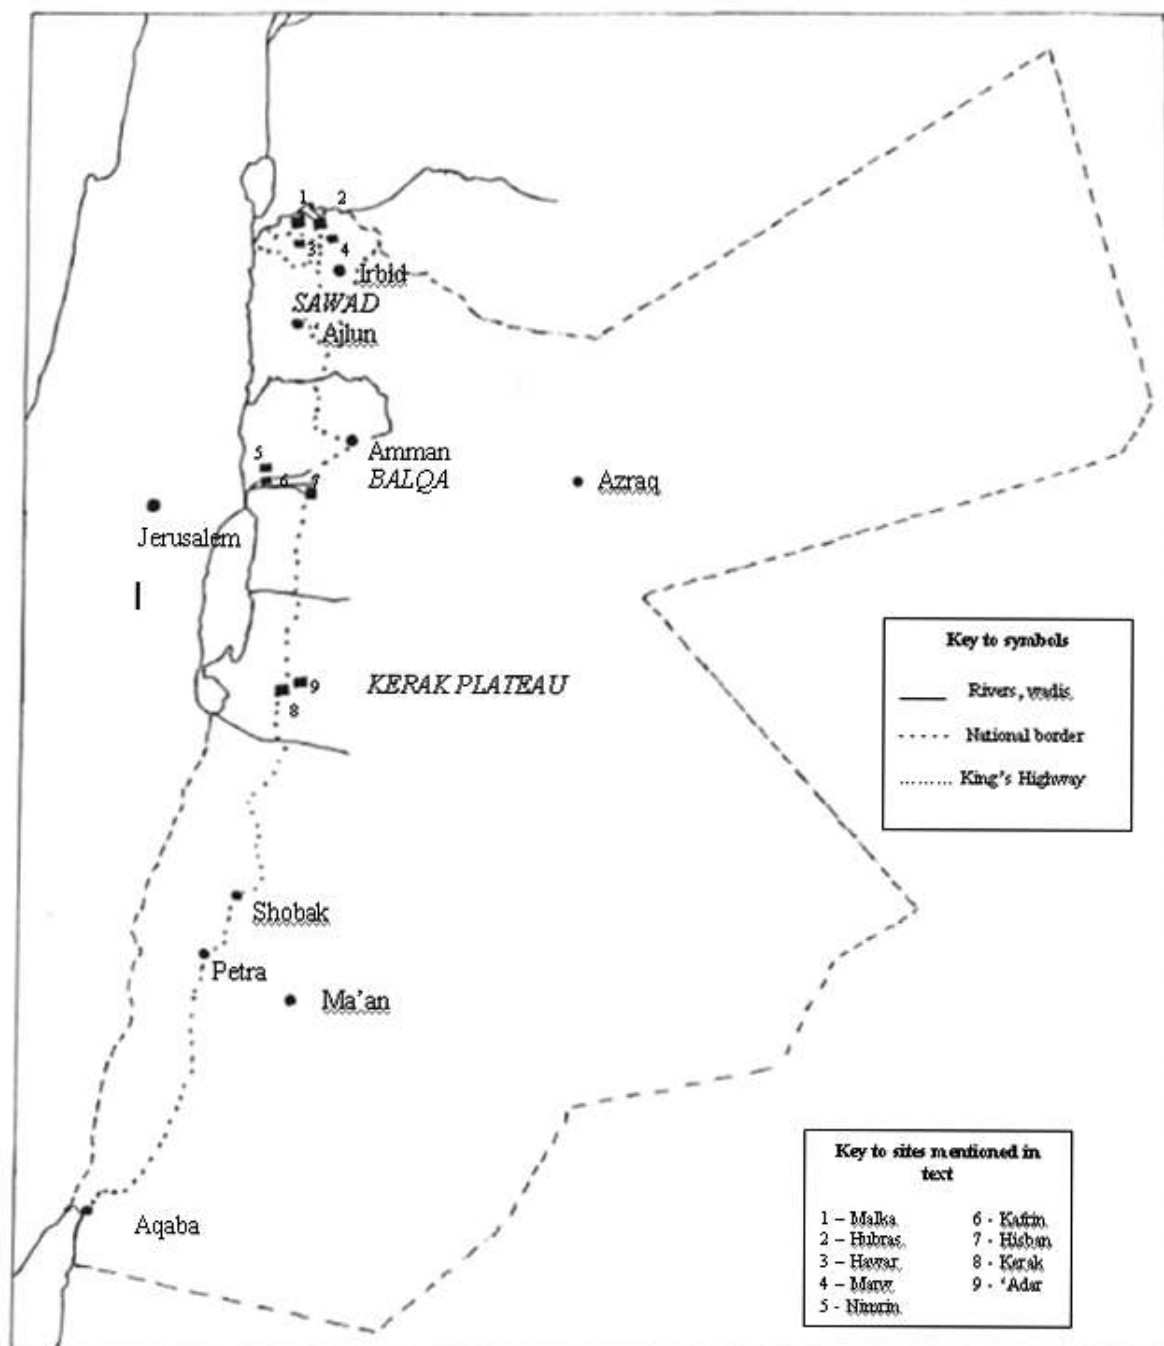 1 2
3 4
Irbid
SAWAD
Ajlun
Amman
BALQA
5
6 7
Azraq
Jerusalem
KERAK PLATEAU
9
8
Shobak
Petra
Ma'an
Aqaba
Key to symbols
Rivers, wadis
National border
King's Highway
Key to sites mentioned in
text
1 – Malka
2 – Hubras
3 – Hawar
4 – Marw
5 - Nimrin
6 - Kafrin
7 - Hisban
8 - Kerak
9 - 'Adar